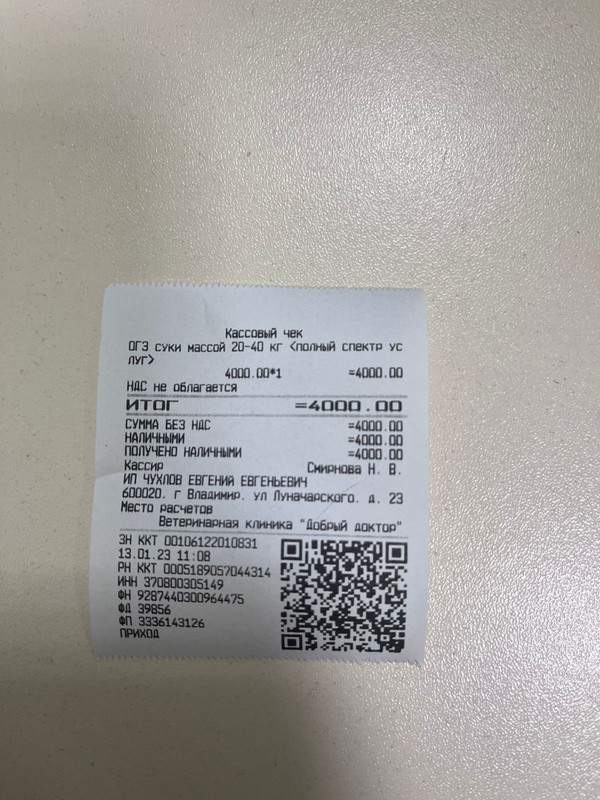 Кассовый чек
ОГЭ суки массой 20-40 кг <полный спектр ус
луг>
4000.00*1 =4000.00
НДС не облагается
ИТОГ =4000.00
СУММА БЕЗ НДС =4000.00
НАЛИЧНЫМИ =4000.00
ПОЛУЧЕНО НАЛИЧНЫМИ =4000.00
Кассир Смирнова Н. В.
ИП ЧУХЛОВ ЕВГЕНИЙ ЕВГЕНЬЕВИЧ
600020, г Владимир, ул Луначарского, д. 23
Место расчетов
Ветеринарная клиника "Добрый доктор"
ЗН ККТ 00106122010831
13.01.23 11:08
РН ККТ 0005189057044314
ИНН 370800305149
ФН 9287440300964475
ФД 39856
ФП 3336143126
ПРИХОД